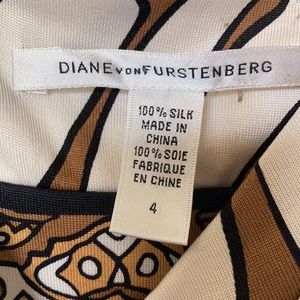 DIANE VON FURSTENBERG
100% SILK
MADE IN
CHINA
100% SOIE
FABRIQUE
EN CHINE
4